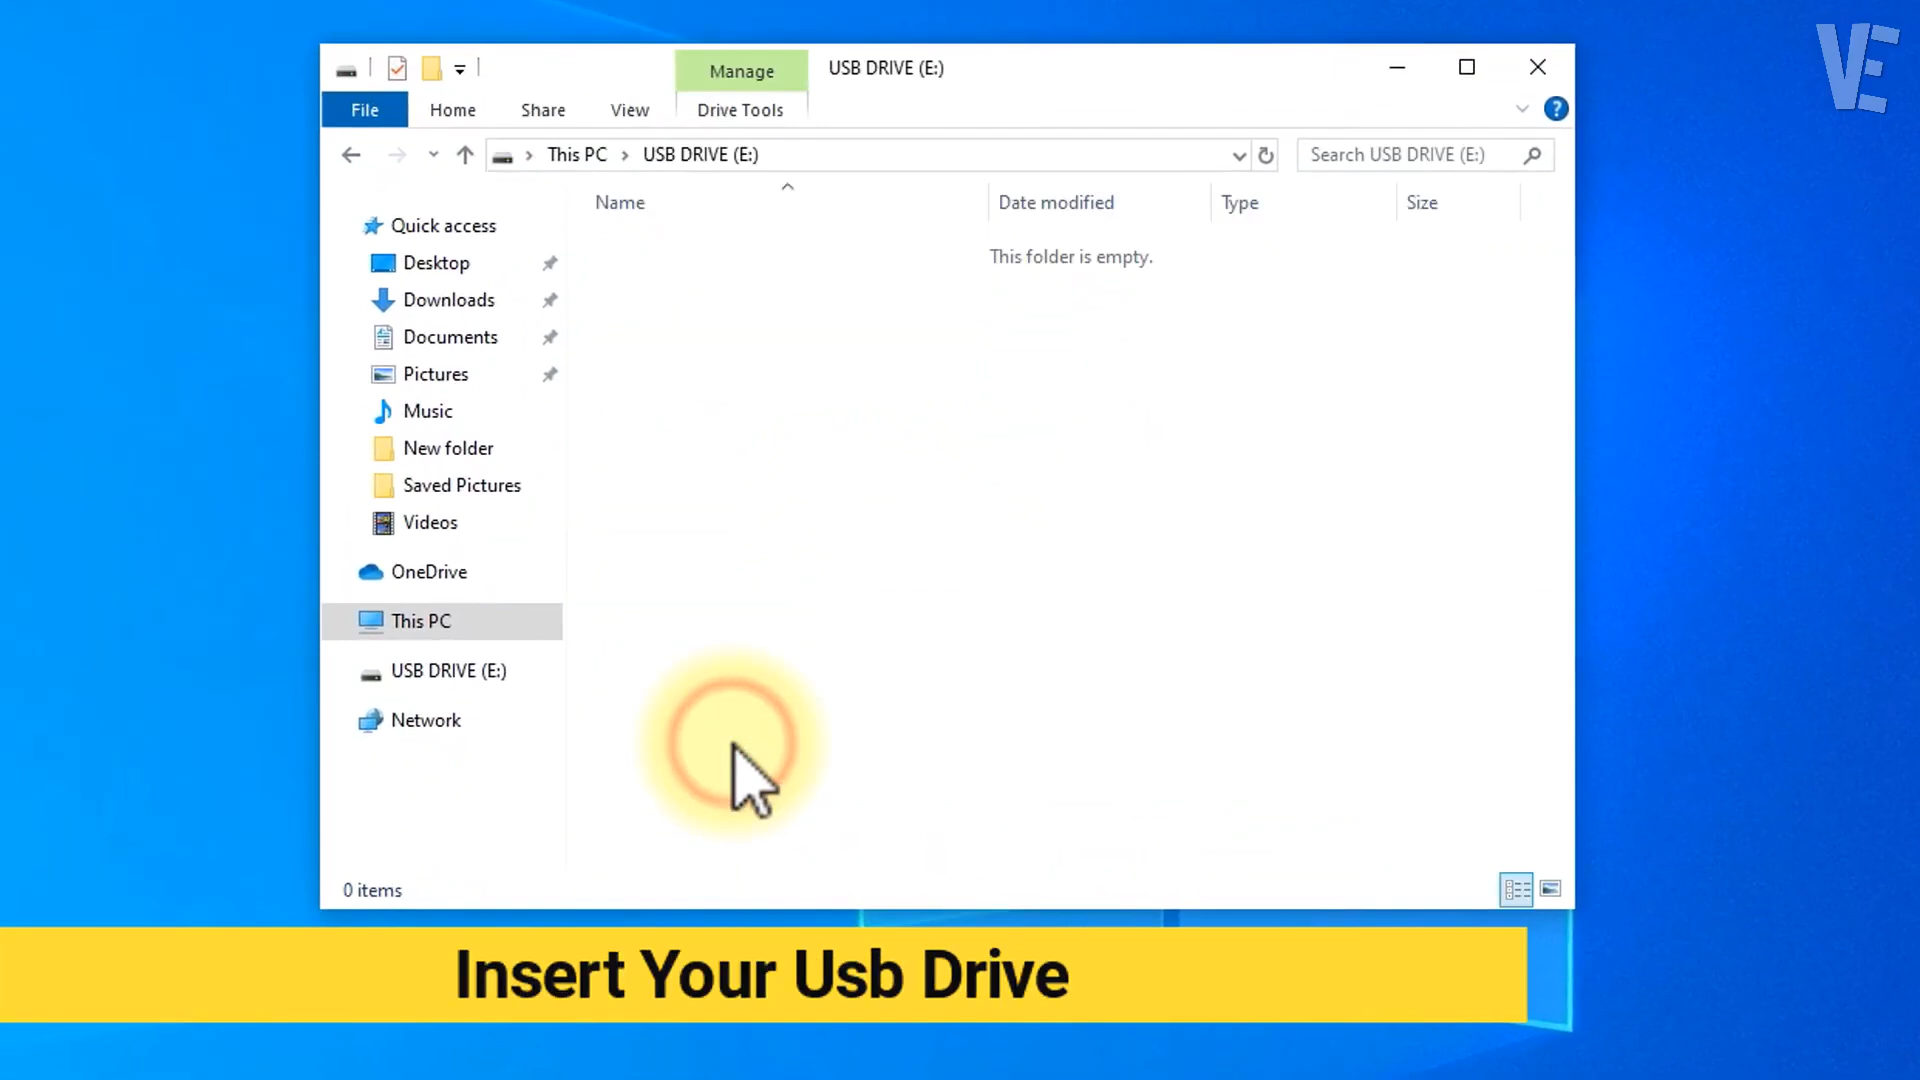 Manage
USB DRIVE (E:)
File
Home
Share
View
Drive Tools
?
This PC
USB DRIVE (E:)
Search USB DRIVE (E:)
Name
Date modified
Type
Size
This folder is empty.
Quick access
Desktop
Downloads
Documents
Pictures
Music
New folder
Saved Pictures
Videos
OneDrive
This PC
USB DRIVE (E:)
Network
0 items
Insert Your Usb Drive
VE